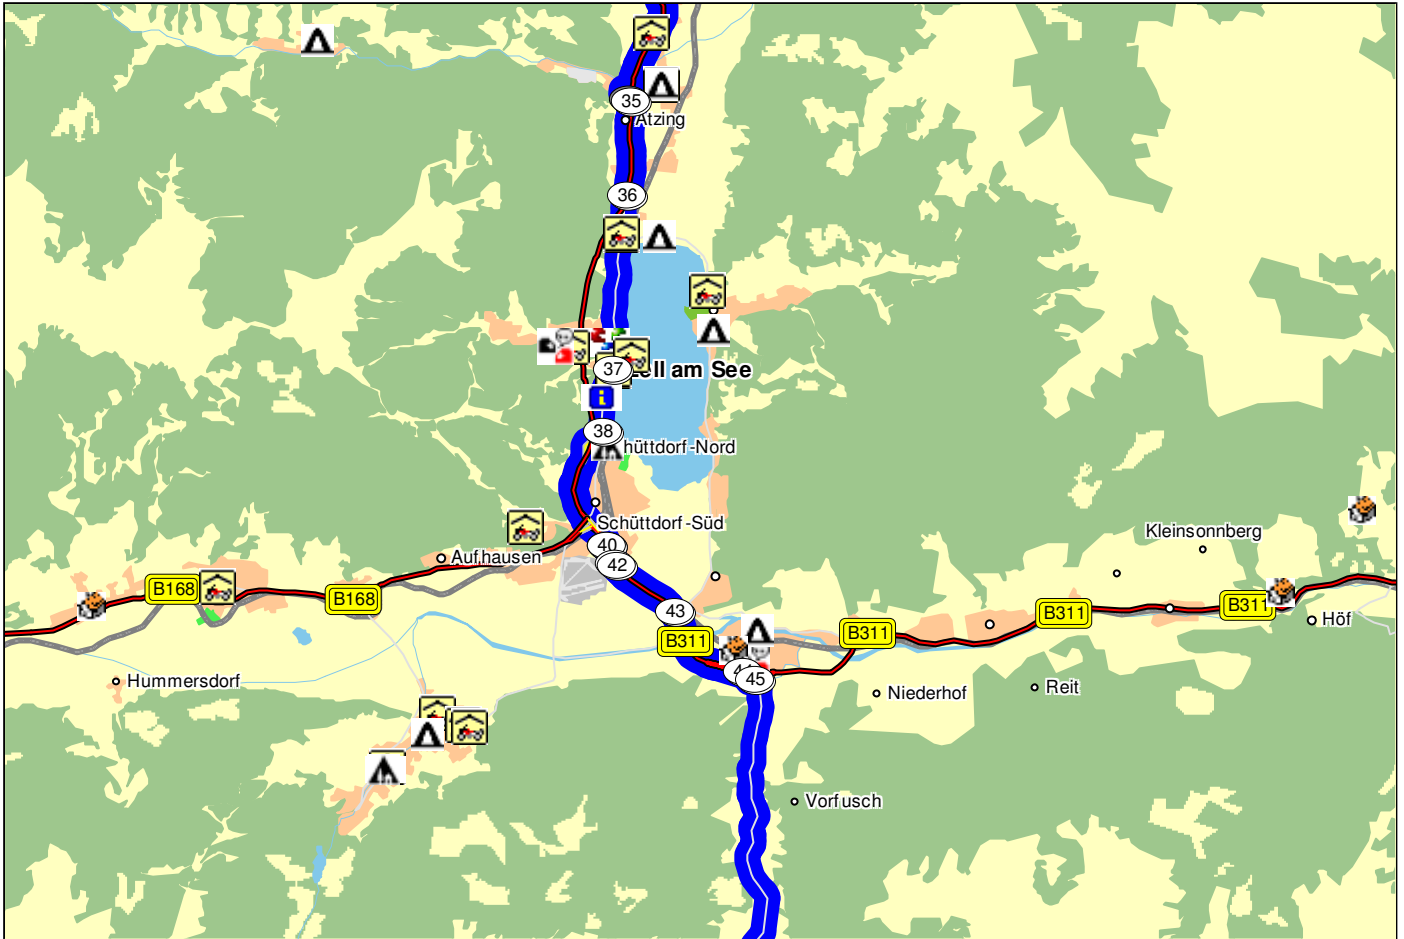 35
Atzing
36
37
Zell am See
i
38
hüttdorf-Nord
Schüttdorf-Süd
40
42
Aufhausen
Kleinsonnberg
B168
B168
43
B311
B311
B311
B311
Höf
45
Hummersdorf
Niederhof
Reit
Vorfusch